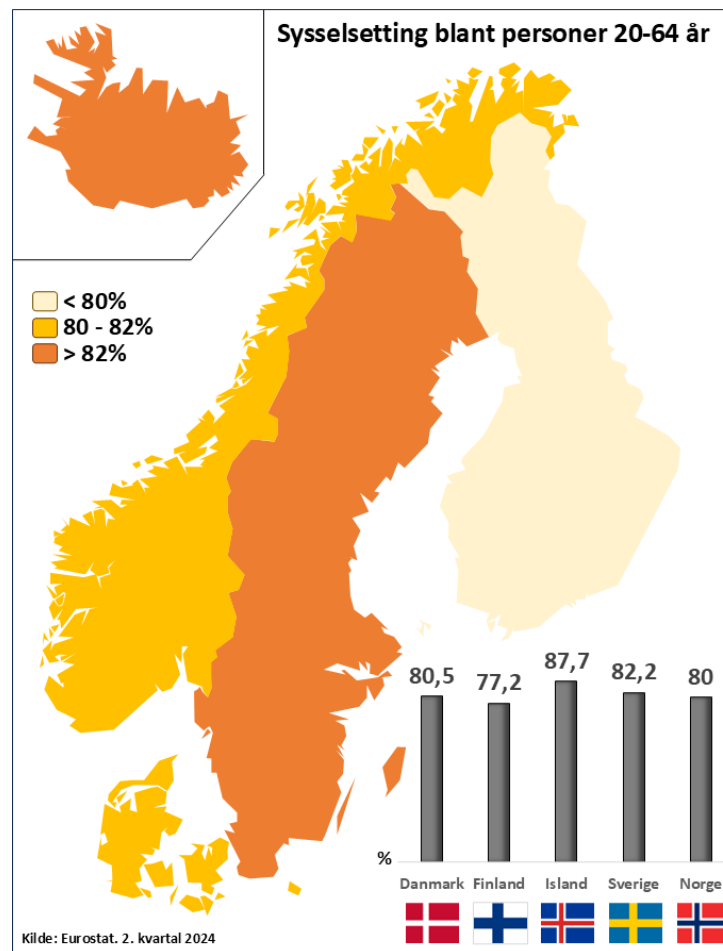 Sysselsetting blant personer 20-64 år
< 80%
80 - 82%
> 82%
80,5
77,2
87,7
82,2
80
%
Danmark
Finland
Island
Sverige
Norge
Kilde: Eurostat. 2. kvartal 2024